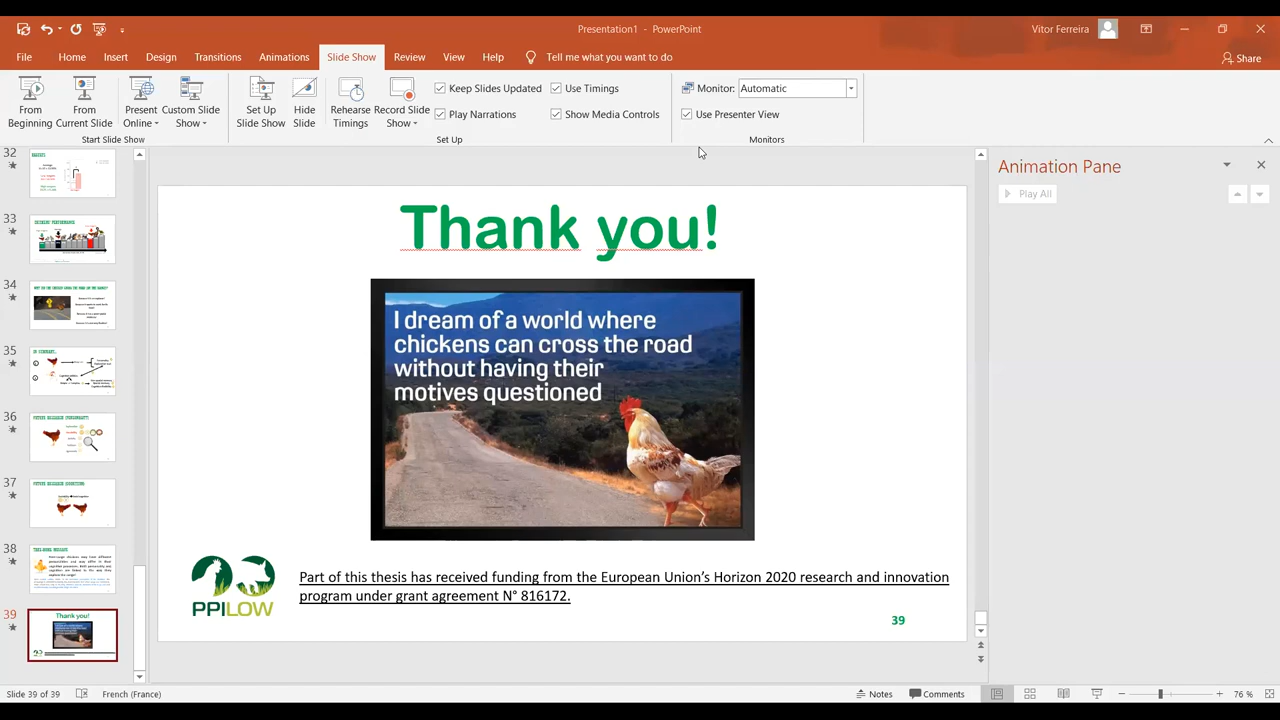 Presentation1 - PowerPoint
Vitor Ferreira
File Home Insert Design Transitions Animations Slide Show Review View Help Tell me what you want to do
Share
From Beginning
From Current Slide
Present Online
Custom Slide Show
Set Up Slide Show
Hide Slide
Rehearse Timings
Record Slide Show
Keep Slides Updated
Play Narrations
Use Timings
Show Media Controls
Monitor: Automatic
Use Presenter View
Start Slide Show
Set Up
Monitors
32
33
34
35
36
37
38
39
Thank you!
Thank you!
I dream of a world where
chickens can cross the road
without having their
motives questioned
PPILOW
Part of this thesis has received funding from the European Union's Horizon 2020 research and innovation
program under grant agreement N° 816172.
39
Animation Pane
Play All
Slide 39 of 39
French (France)
Notes
Comments
76 %